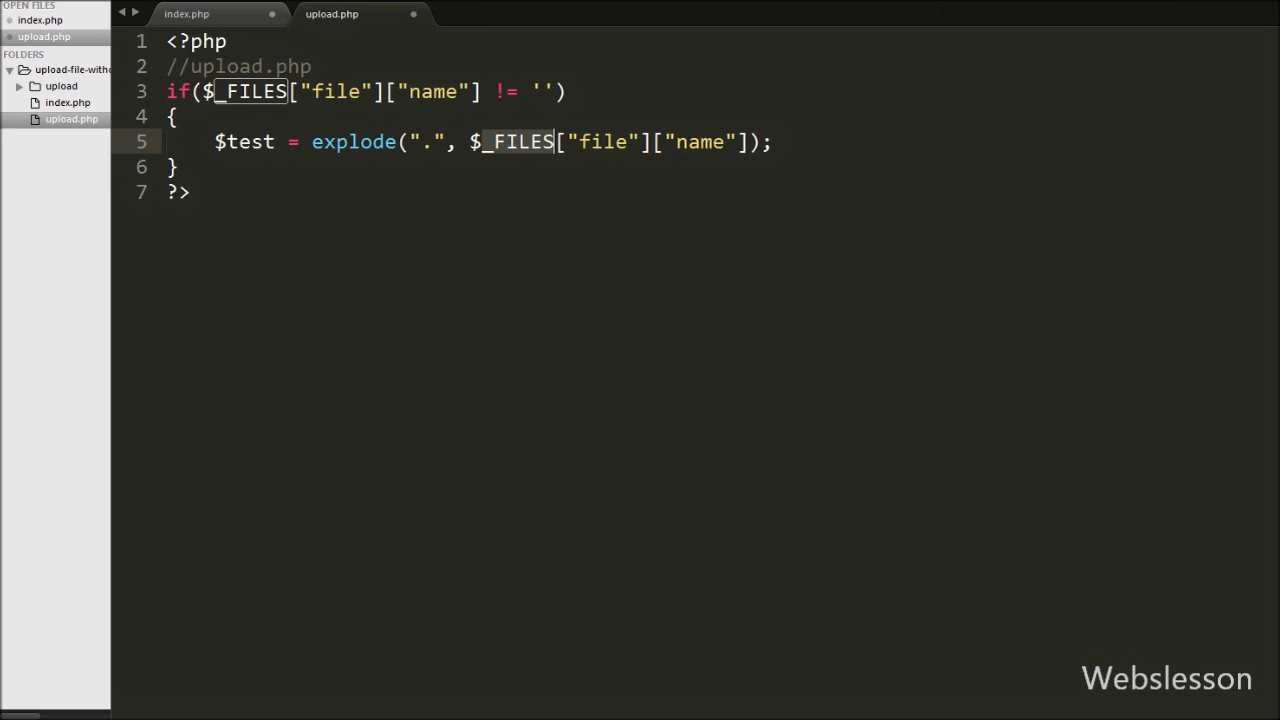 OPEN FILES
index.php
upload.php
FOLDERS
upload-file-witho
upload
index.php
upload.php
index.php
upload.php
1 <?php
2 //upload.php
3 if($_FILES["file"]["name"] != '')
4 {
5 $test = explode(".", $_FILES["file"]["name"]);
6 }
7 ?>
Webslesson